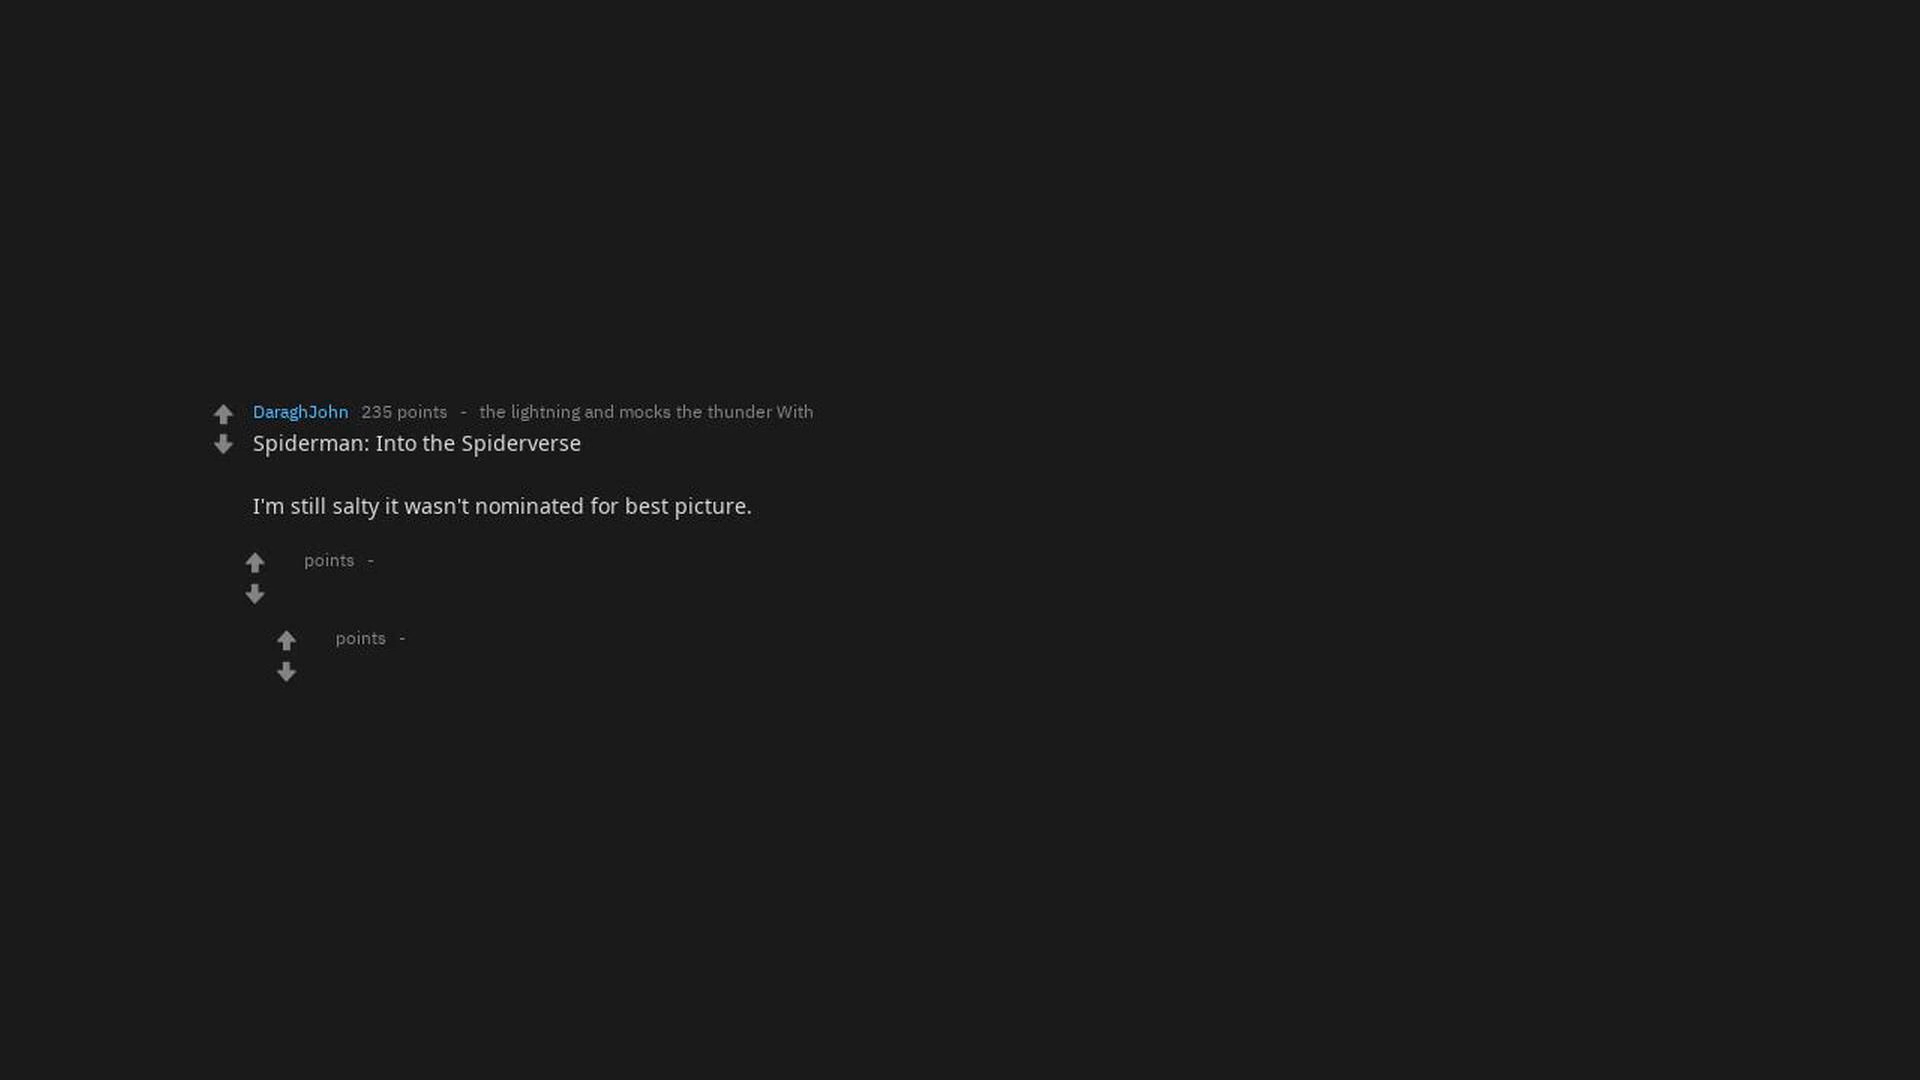 DaraghJohn 235 points - the lightning and mocks the thunder With
Spiderman: Into the Spiderverse
I'm still salty it wasn't nominated for best picture.
points -
points -